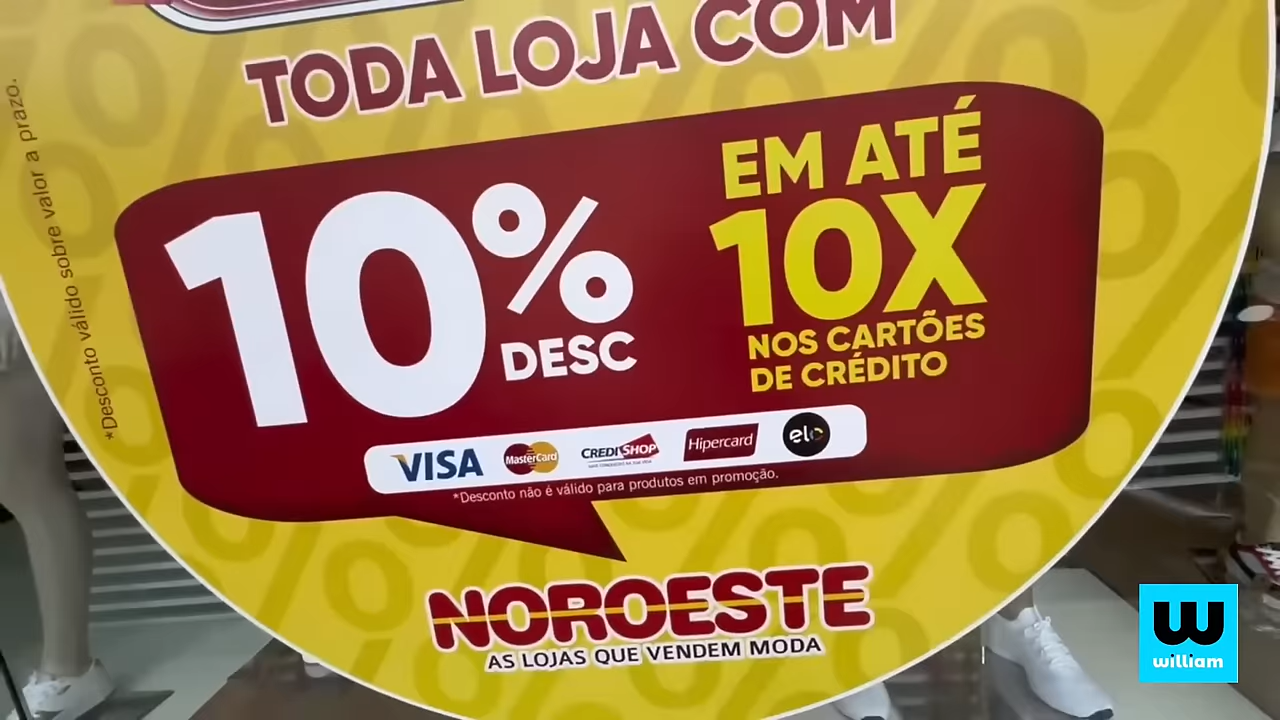 TODA LOJA COM
*Desconto válido sobre valor a prazo.
10%
DESC
EM ATÉ
10X
NOS CARTÕES
DE CRÉDITO
VISA
MasterCard
CREDISHOP
Hipercard
elo
*Desconto não é válido para produtos em promoção.
NOROESTE
AS LOJAS QUE VENDEM MODA
W
william